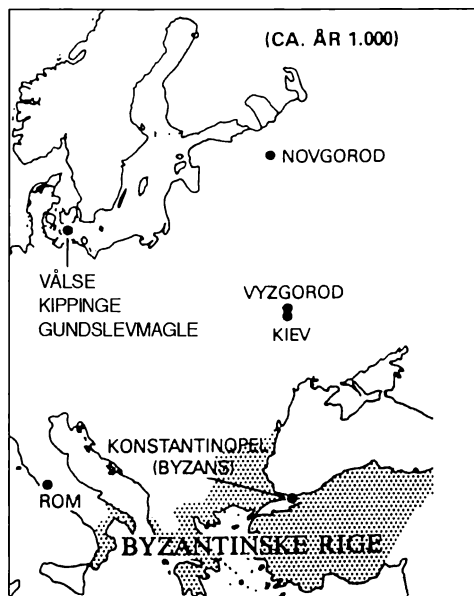 (CA. ÅR 1.000)
NOVGOROD
VÅLSE
KIPPINGE
GUNDSLEVMAGLE
VYZGOROD
KIEV
KONSTANTINOPEL
(BYZANS)
ROM
BYZANTINSKE RIGE